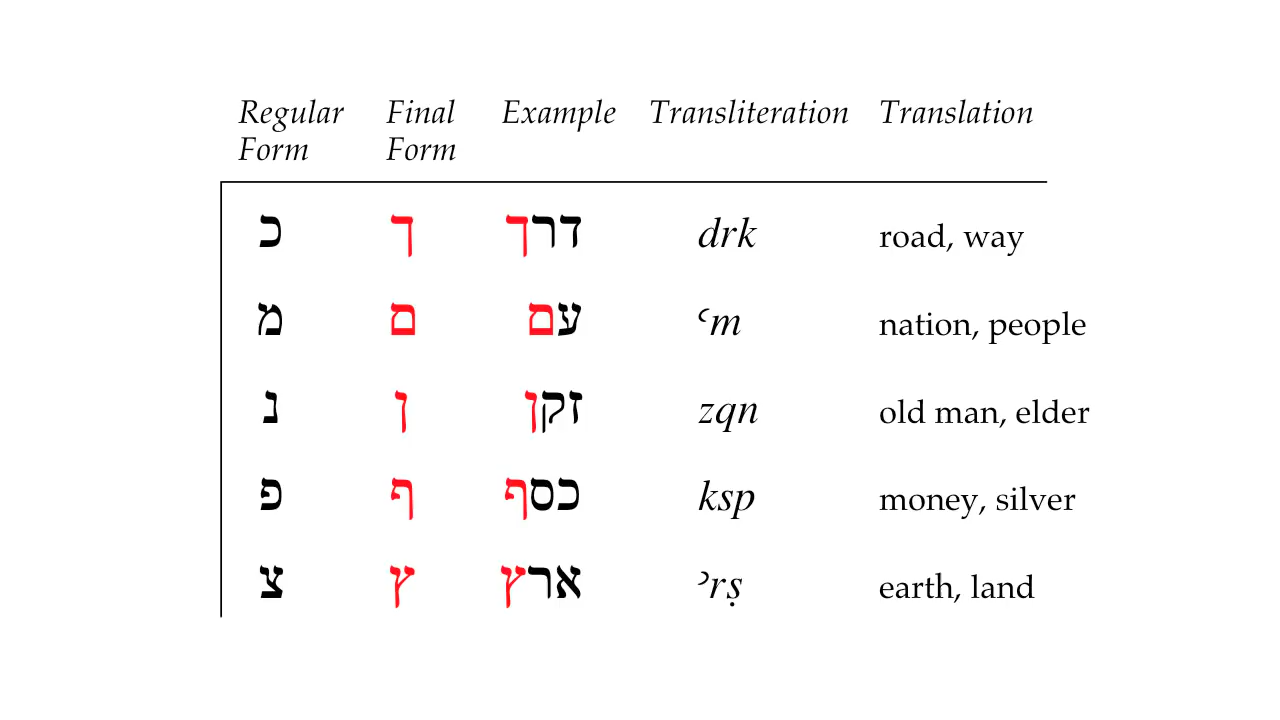 Regular Form Final Form Example Transliteration Translation
כ ך דרך drk road, way
מ ם עם ʿm nation, people
נ ן זקן zqn old man, elder
פ ף כסף ksp money, silver
צ ץ ארץ ʾrṣ earth, land